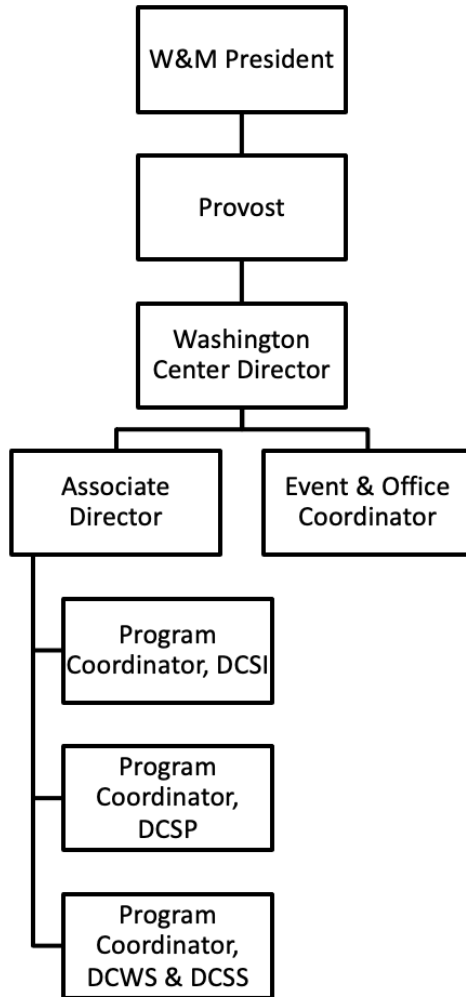 W&M President
Provost
Washington
Center Director
Associate
Director
Event & Office
Coordinator
Program
Coordinator, DCSI
Program
Coordinator,
DCSP
Program
Coordinator,
DCWS & DCSS